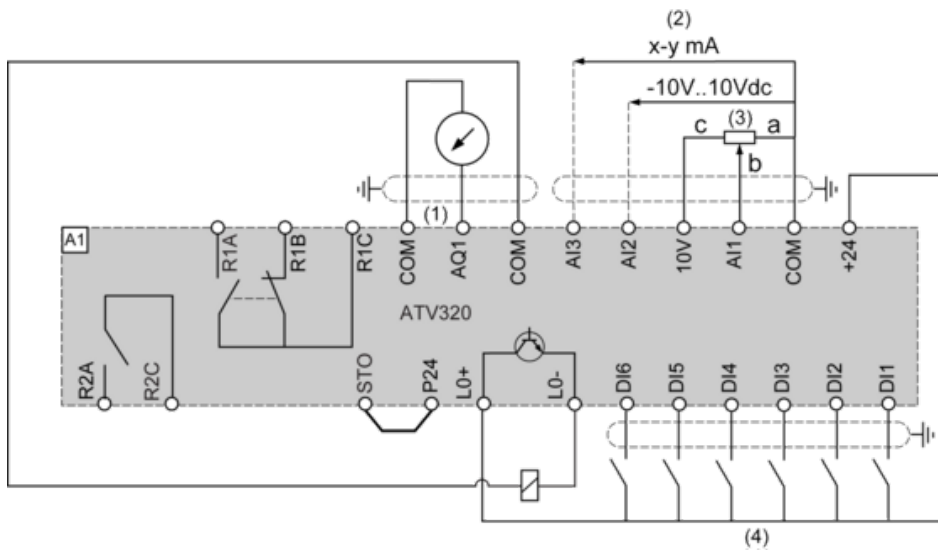 (2)
x-y mA
-10V..10Vdc
c (3) a
b
(1)
A1
R1A R1B R1C COM AQ1 COM AI3 AI2 10V AI1 COM +24
ATV320
R2A R2C STO P24 L0+ L0- DI6 DI5 DI4 DI3 DI2 DI1
(4)